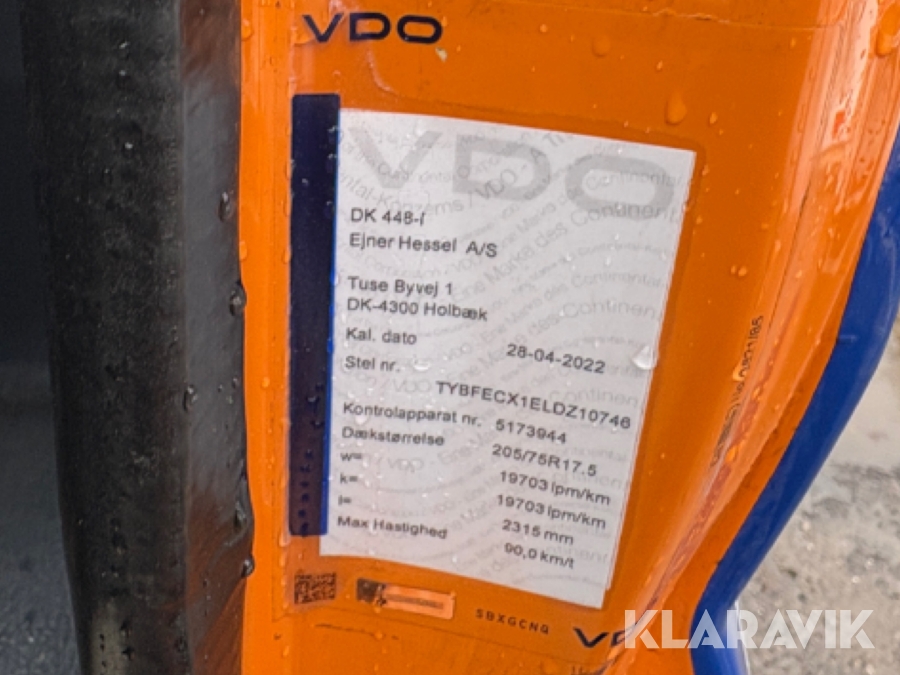 VDO
VDO
DK 448-
Ejner Hessel A/S
Tuse Byvej 1
DK-4300 Holbæk
Kal. dato 28-04-2022
Stel nr. TYBFECX1ELDZ10746
Kontrolapparat nr. 5173944
Dækstørrelse 205/75R17.5
w= 19703 Ipm/km
k= 19703 Ipm/km
l= 2315 mm
Max Hastighed 90,0 km/t
SBXGCNQ
VD
KLARAVIK